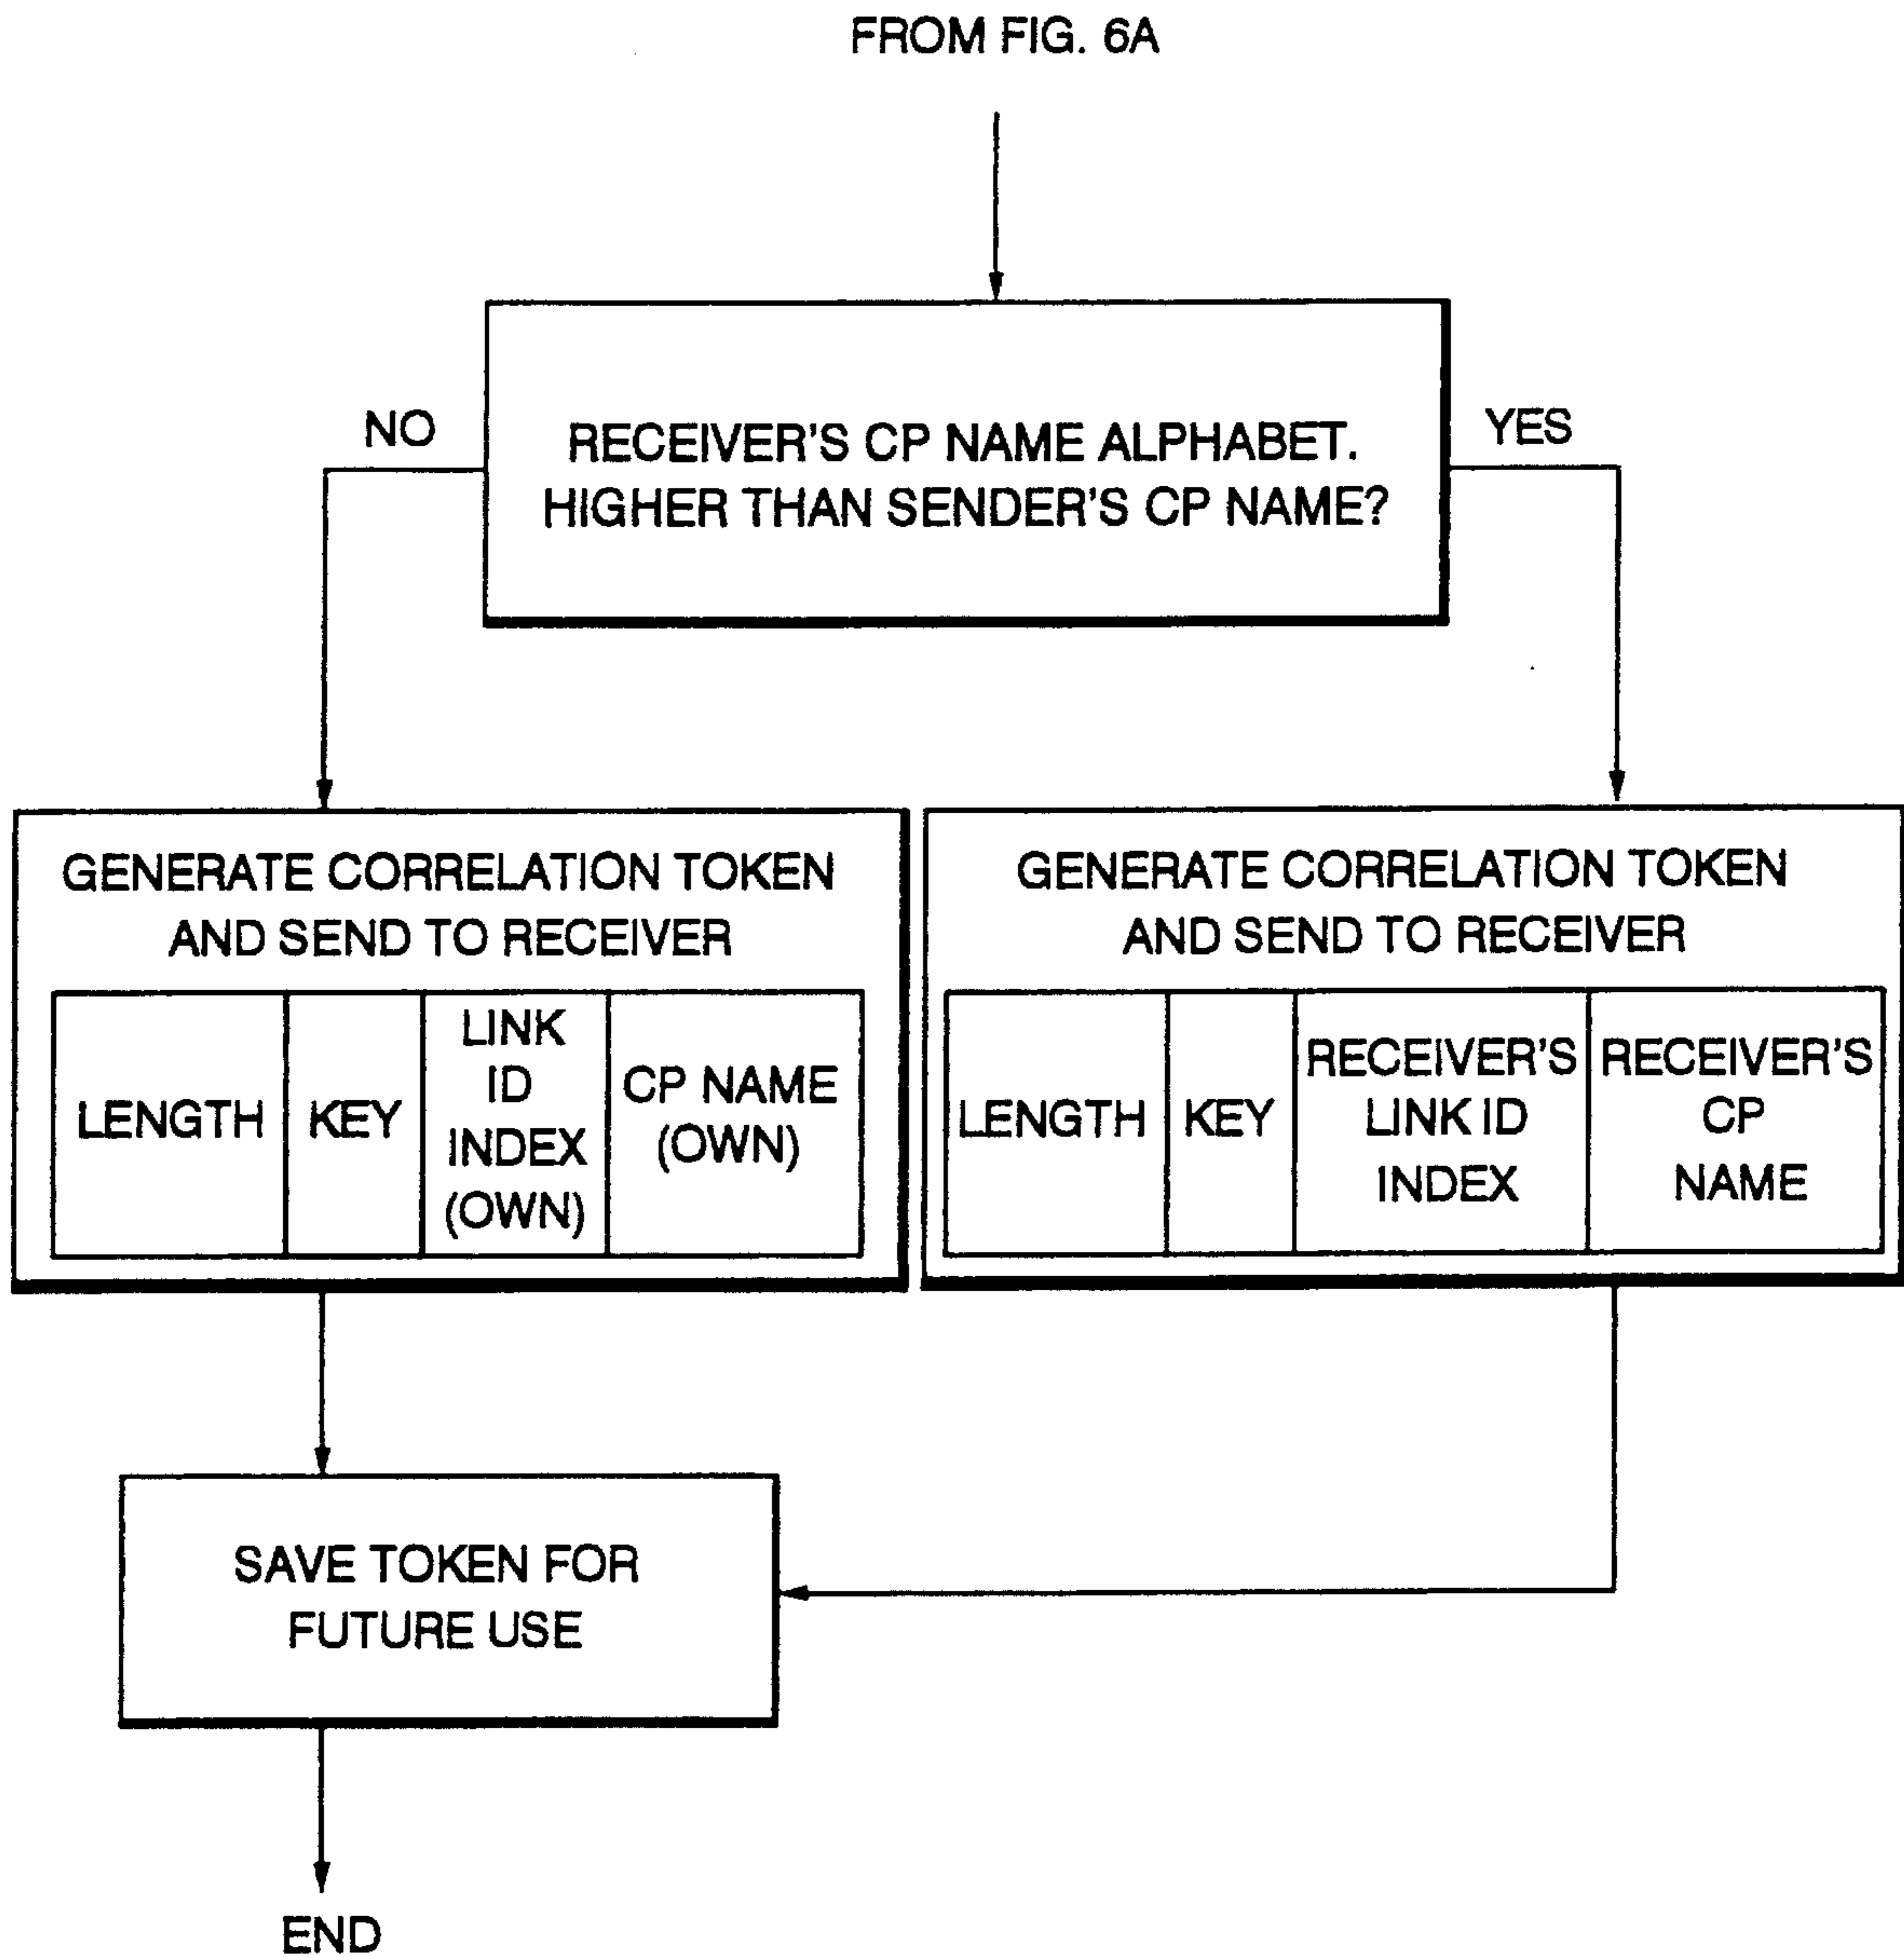 FROM FIG. 6A
RECEIVER'S CP NAME ALPHABET.
HIGHER THAN SENDER'S CP NAME?
NO
YES
GENERATE CORRELATION TOKEN
AND SEND TO RECEIVER
LENGTH
KEY
LINK
ID
INDEX
(OWN)
CP NAME
(OWN)
GENERATE CORRELATION TOKEN
AND SEND TO RECEIVER
LENGTH
KEY
RECEIVER'S
LINK ID
INDEX
RECEIVER'S
CP
NAME
SAVE TOKEN FOR
FUTURE USE
END